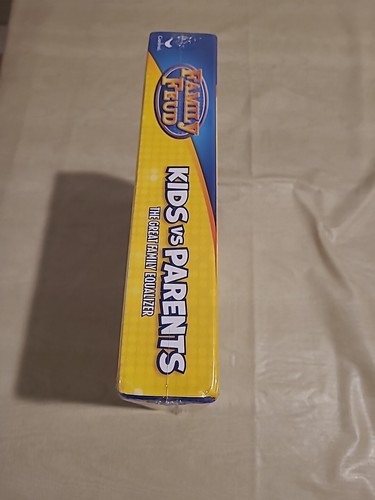 FAMILY
FEUD
KIDS VS PARENTS
THE GREAT FAMILY EQUALIZER